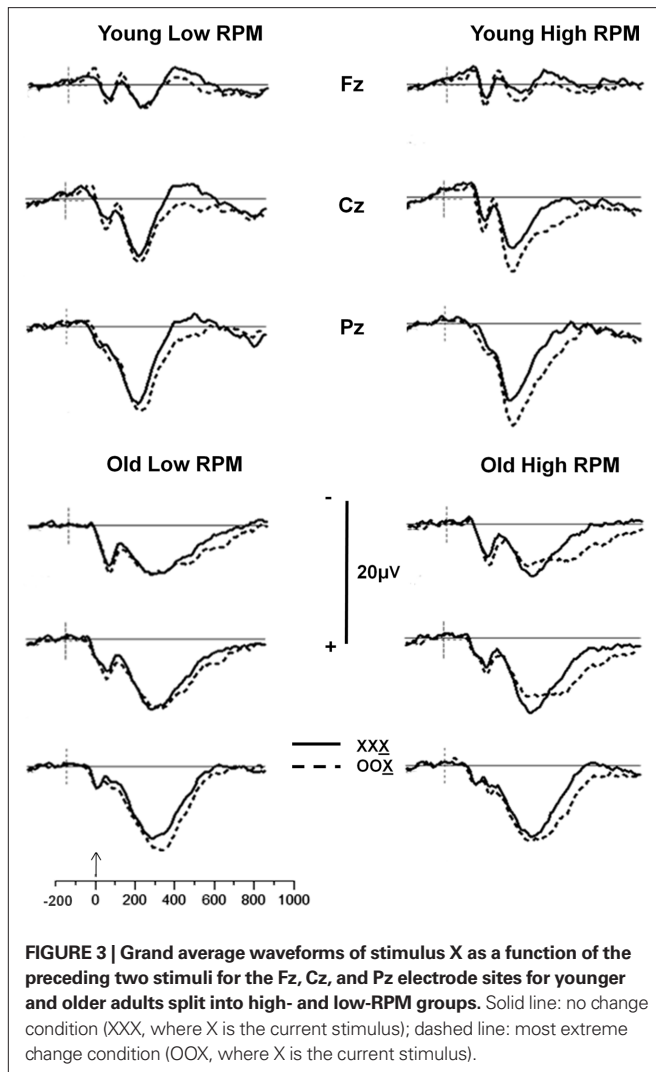 Young Low RPM Young High RPM
Fz
Cz
Pz
Old Low RPM Old High RPM
-
20µV
+
XXX
OOX
-200 0 200 400 600 800 1000
FIGURE 3 | Grand average waveforms of stimulus X as a function of the
preceding two stimuli for the Fz, Cz, and Pz electrode sites for younger
and older adults split into high- and low-RPM groups. Solid line: no change
condition (XXX, where X is the current stimulus); dashed line: most extreme
change condition (OOX, where X is the current stimulus).